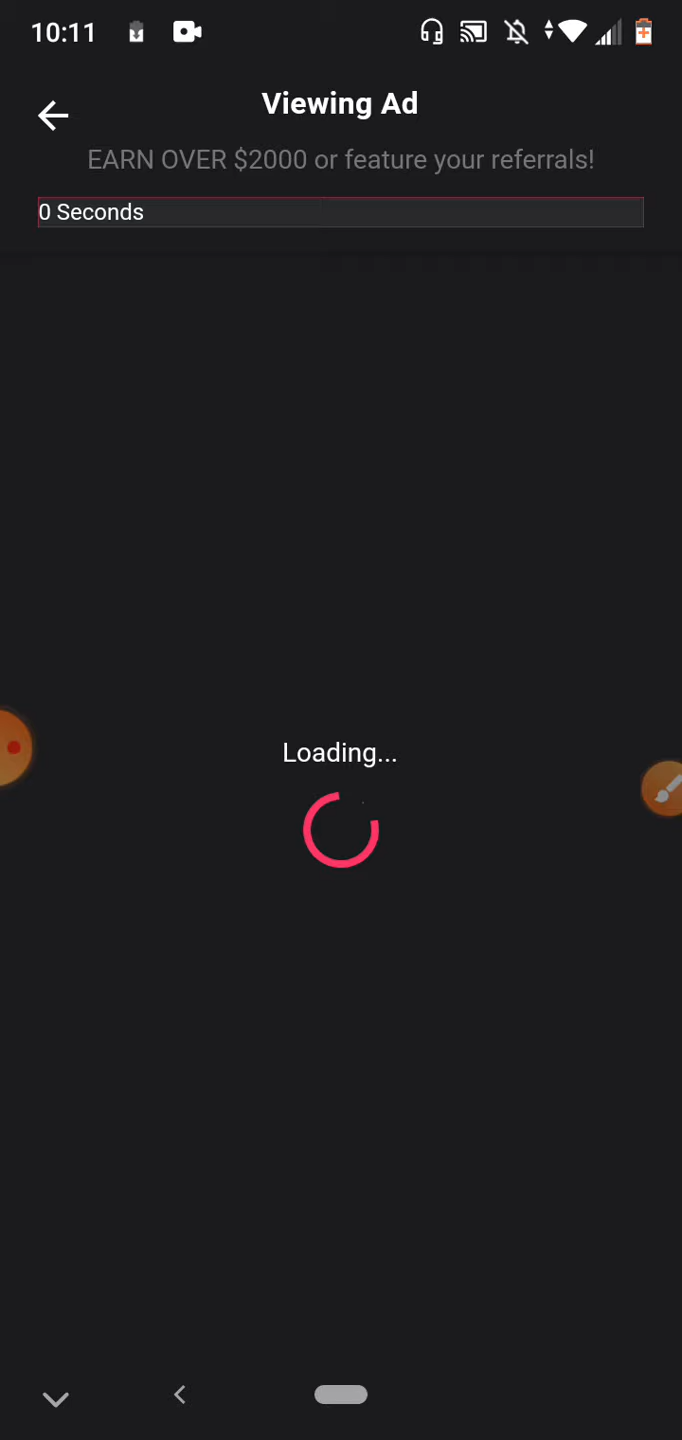 10:11
Viewing Ad
EARN OVER $2000 or feature your referrals!
0 Seconds
Loading...